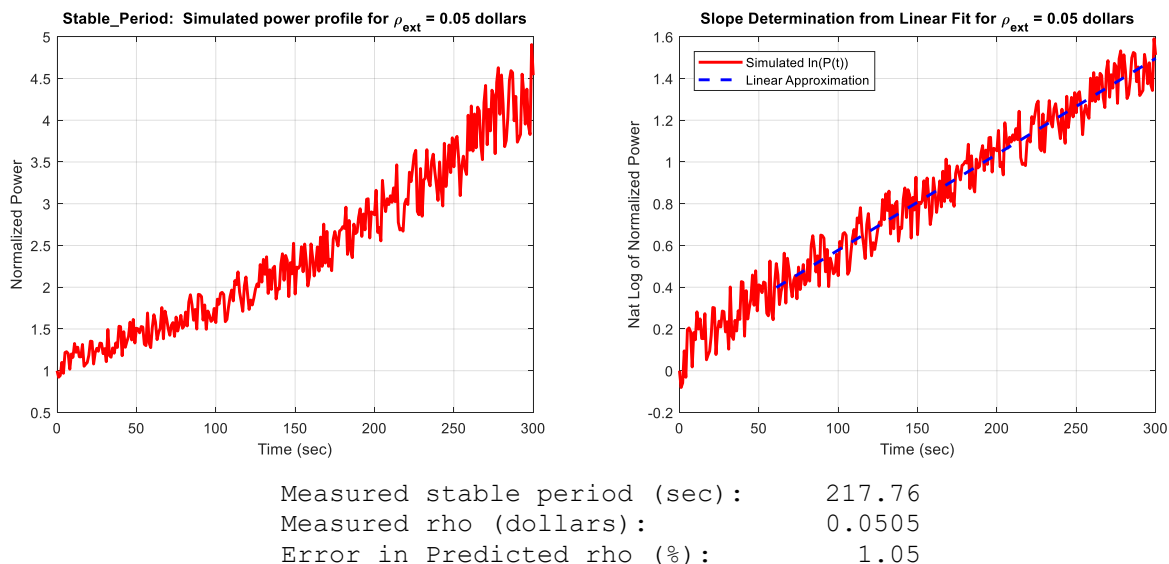 Stable_Period:  Simulated power profile for ρext = 0.05 dollars
5
4.5
4
3.5
3
2.5
2
1.5
1
0.5
Normalized Power
0 50 100 150 200 250 300
Time (sec)
Slope Determination from Linear Fit for ρext = 0.05 dollars
Simulated ln(P(t))
Linear Approximation
1.6
1.4
1.2
1
0.8
0.6
0.4
0.2
0
-0.2
Nat Log of Normalized Power
0 50 100 150 200 250 300
Time (sec)
Measured stable period (sec): 217.76
Measured rho (dollars): 0.0505
Error in Predicted rho (%): 1.05